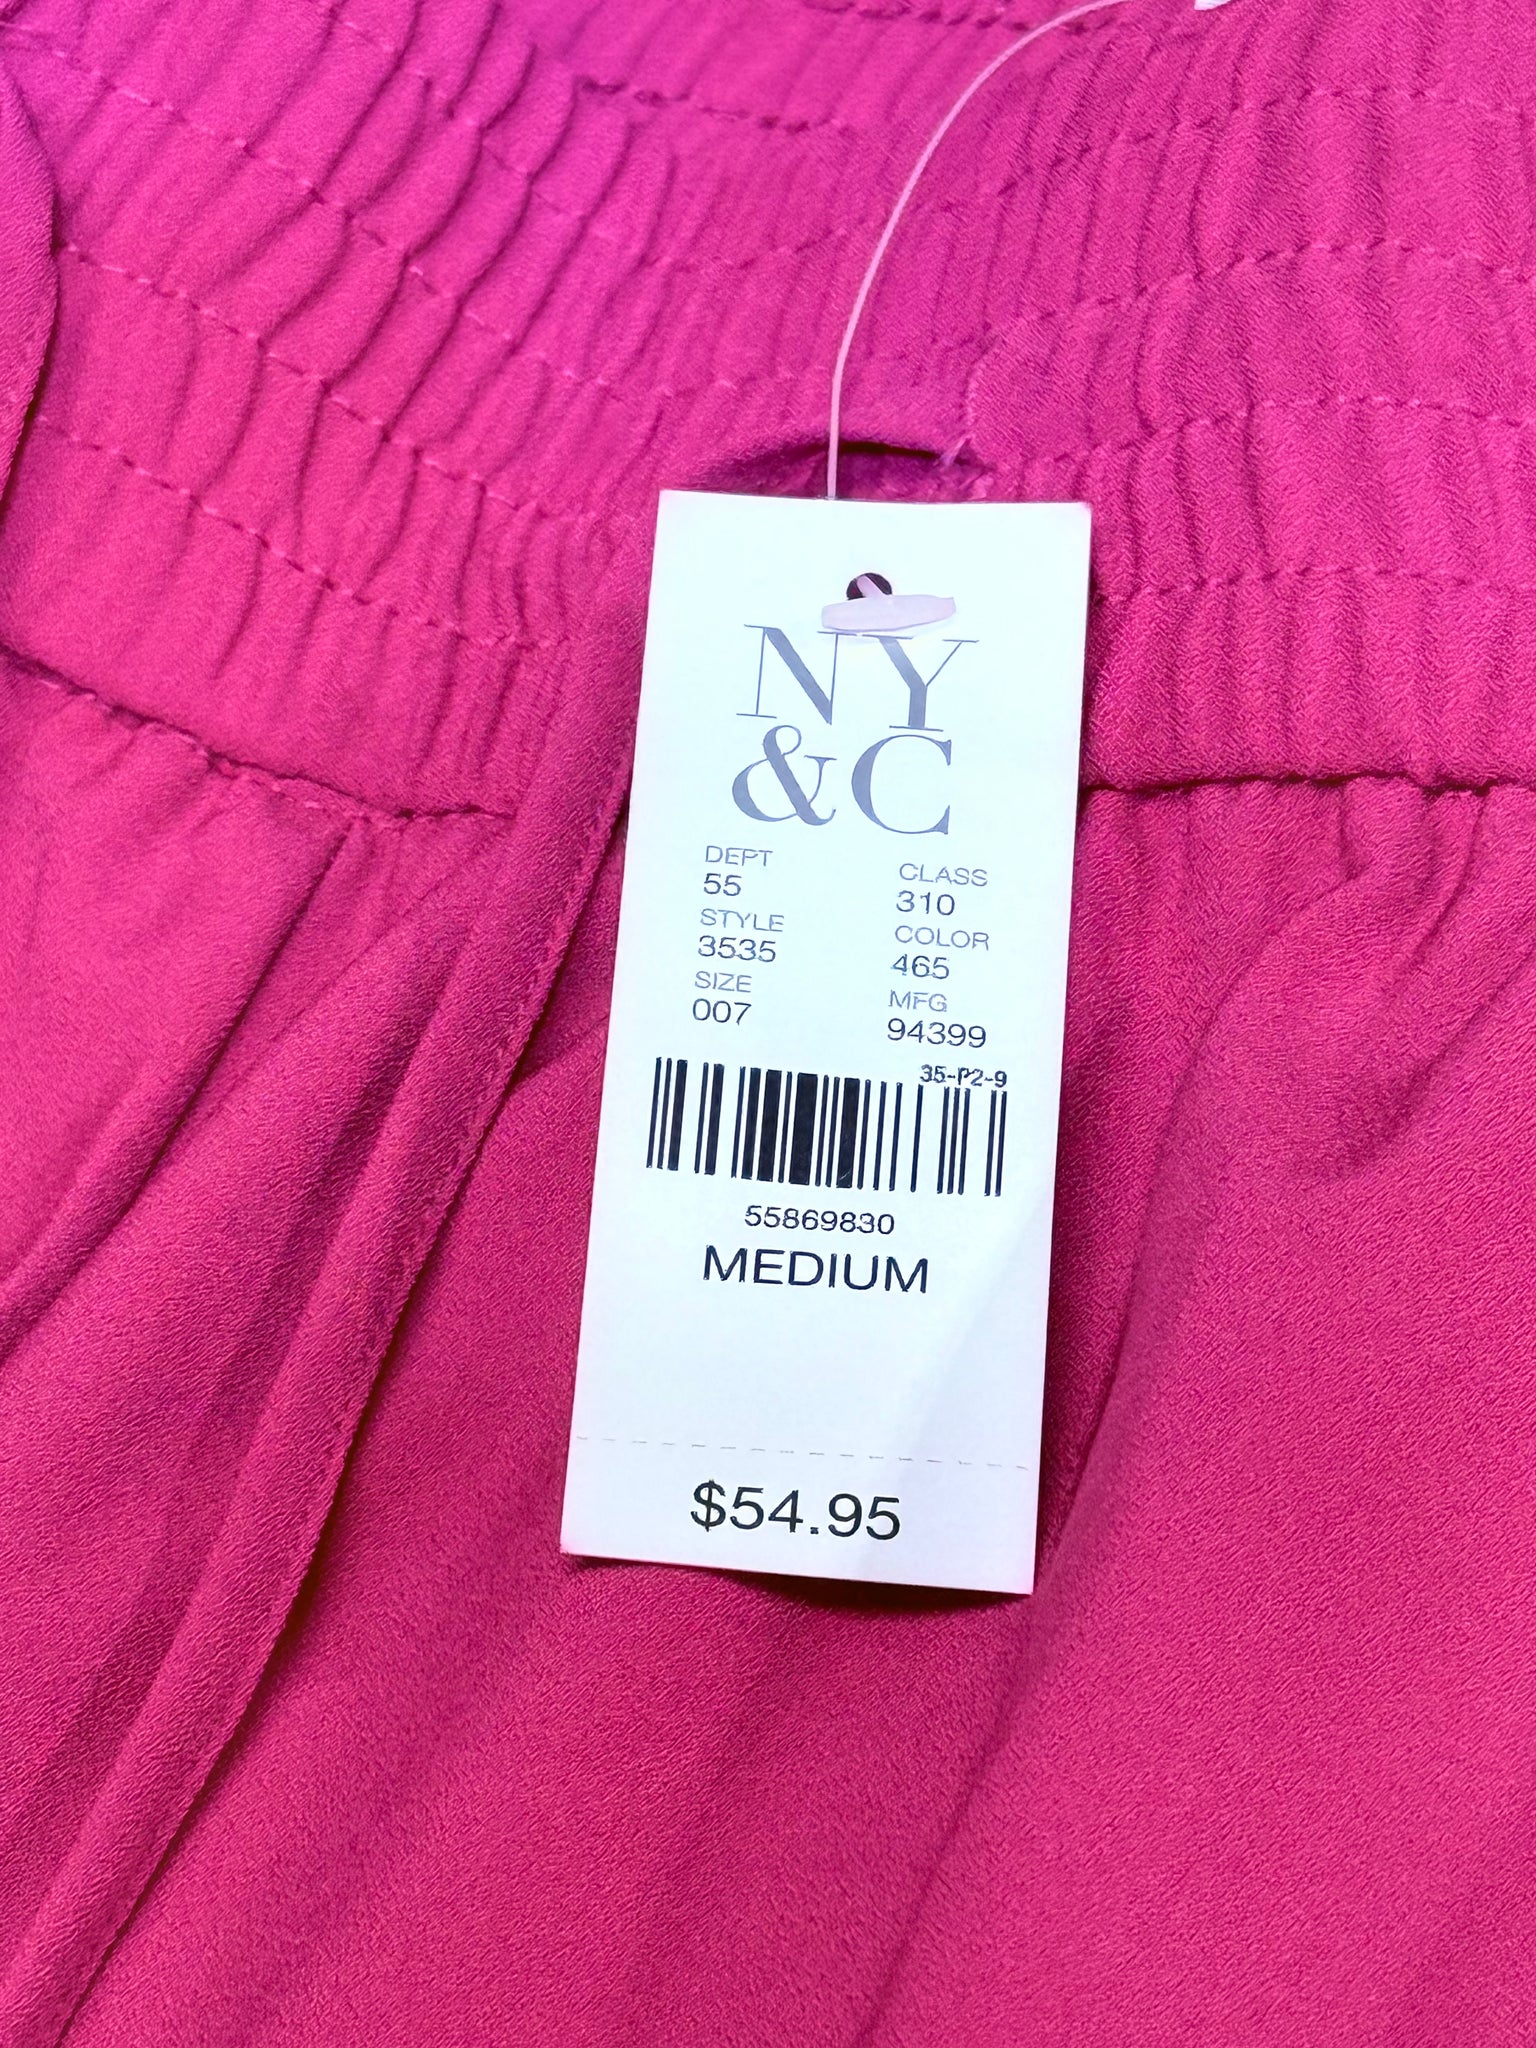 NY
&C
DEPT CLASS
55 310
STYLE COLOR
3535 465
SIZE MFG
007 94399
35-P2-9
55869830
MEDIUM
$54.95